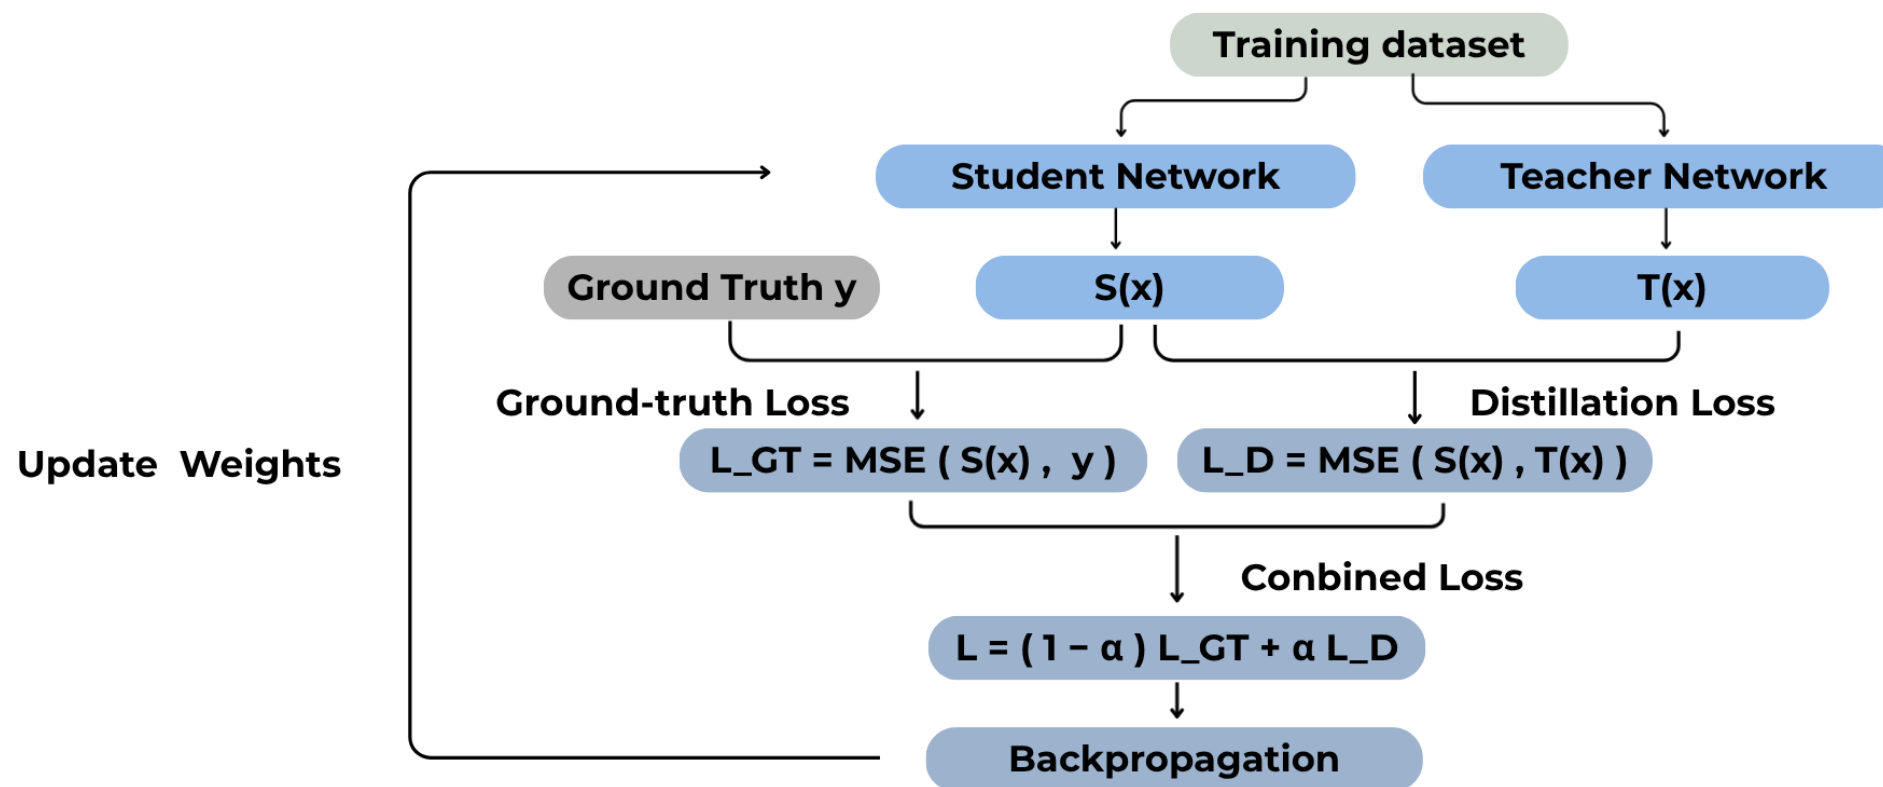 Training dataset
Student Network
Teacher Network
Ground Truth y
S(x)
T(x)
Ground-truth Loss
Distillation Loss
L_GT = MSE ( S(x) , y )
L_D = MSE ( S(x) , T(x) )
Update Weights
Conbined Loss
L = ( 1 − α ) L_GT + α L_D
Backpropagation